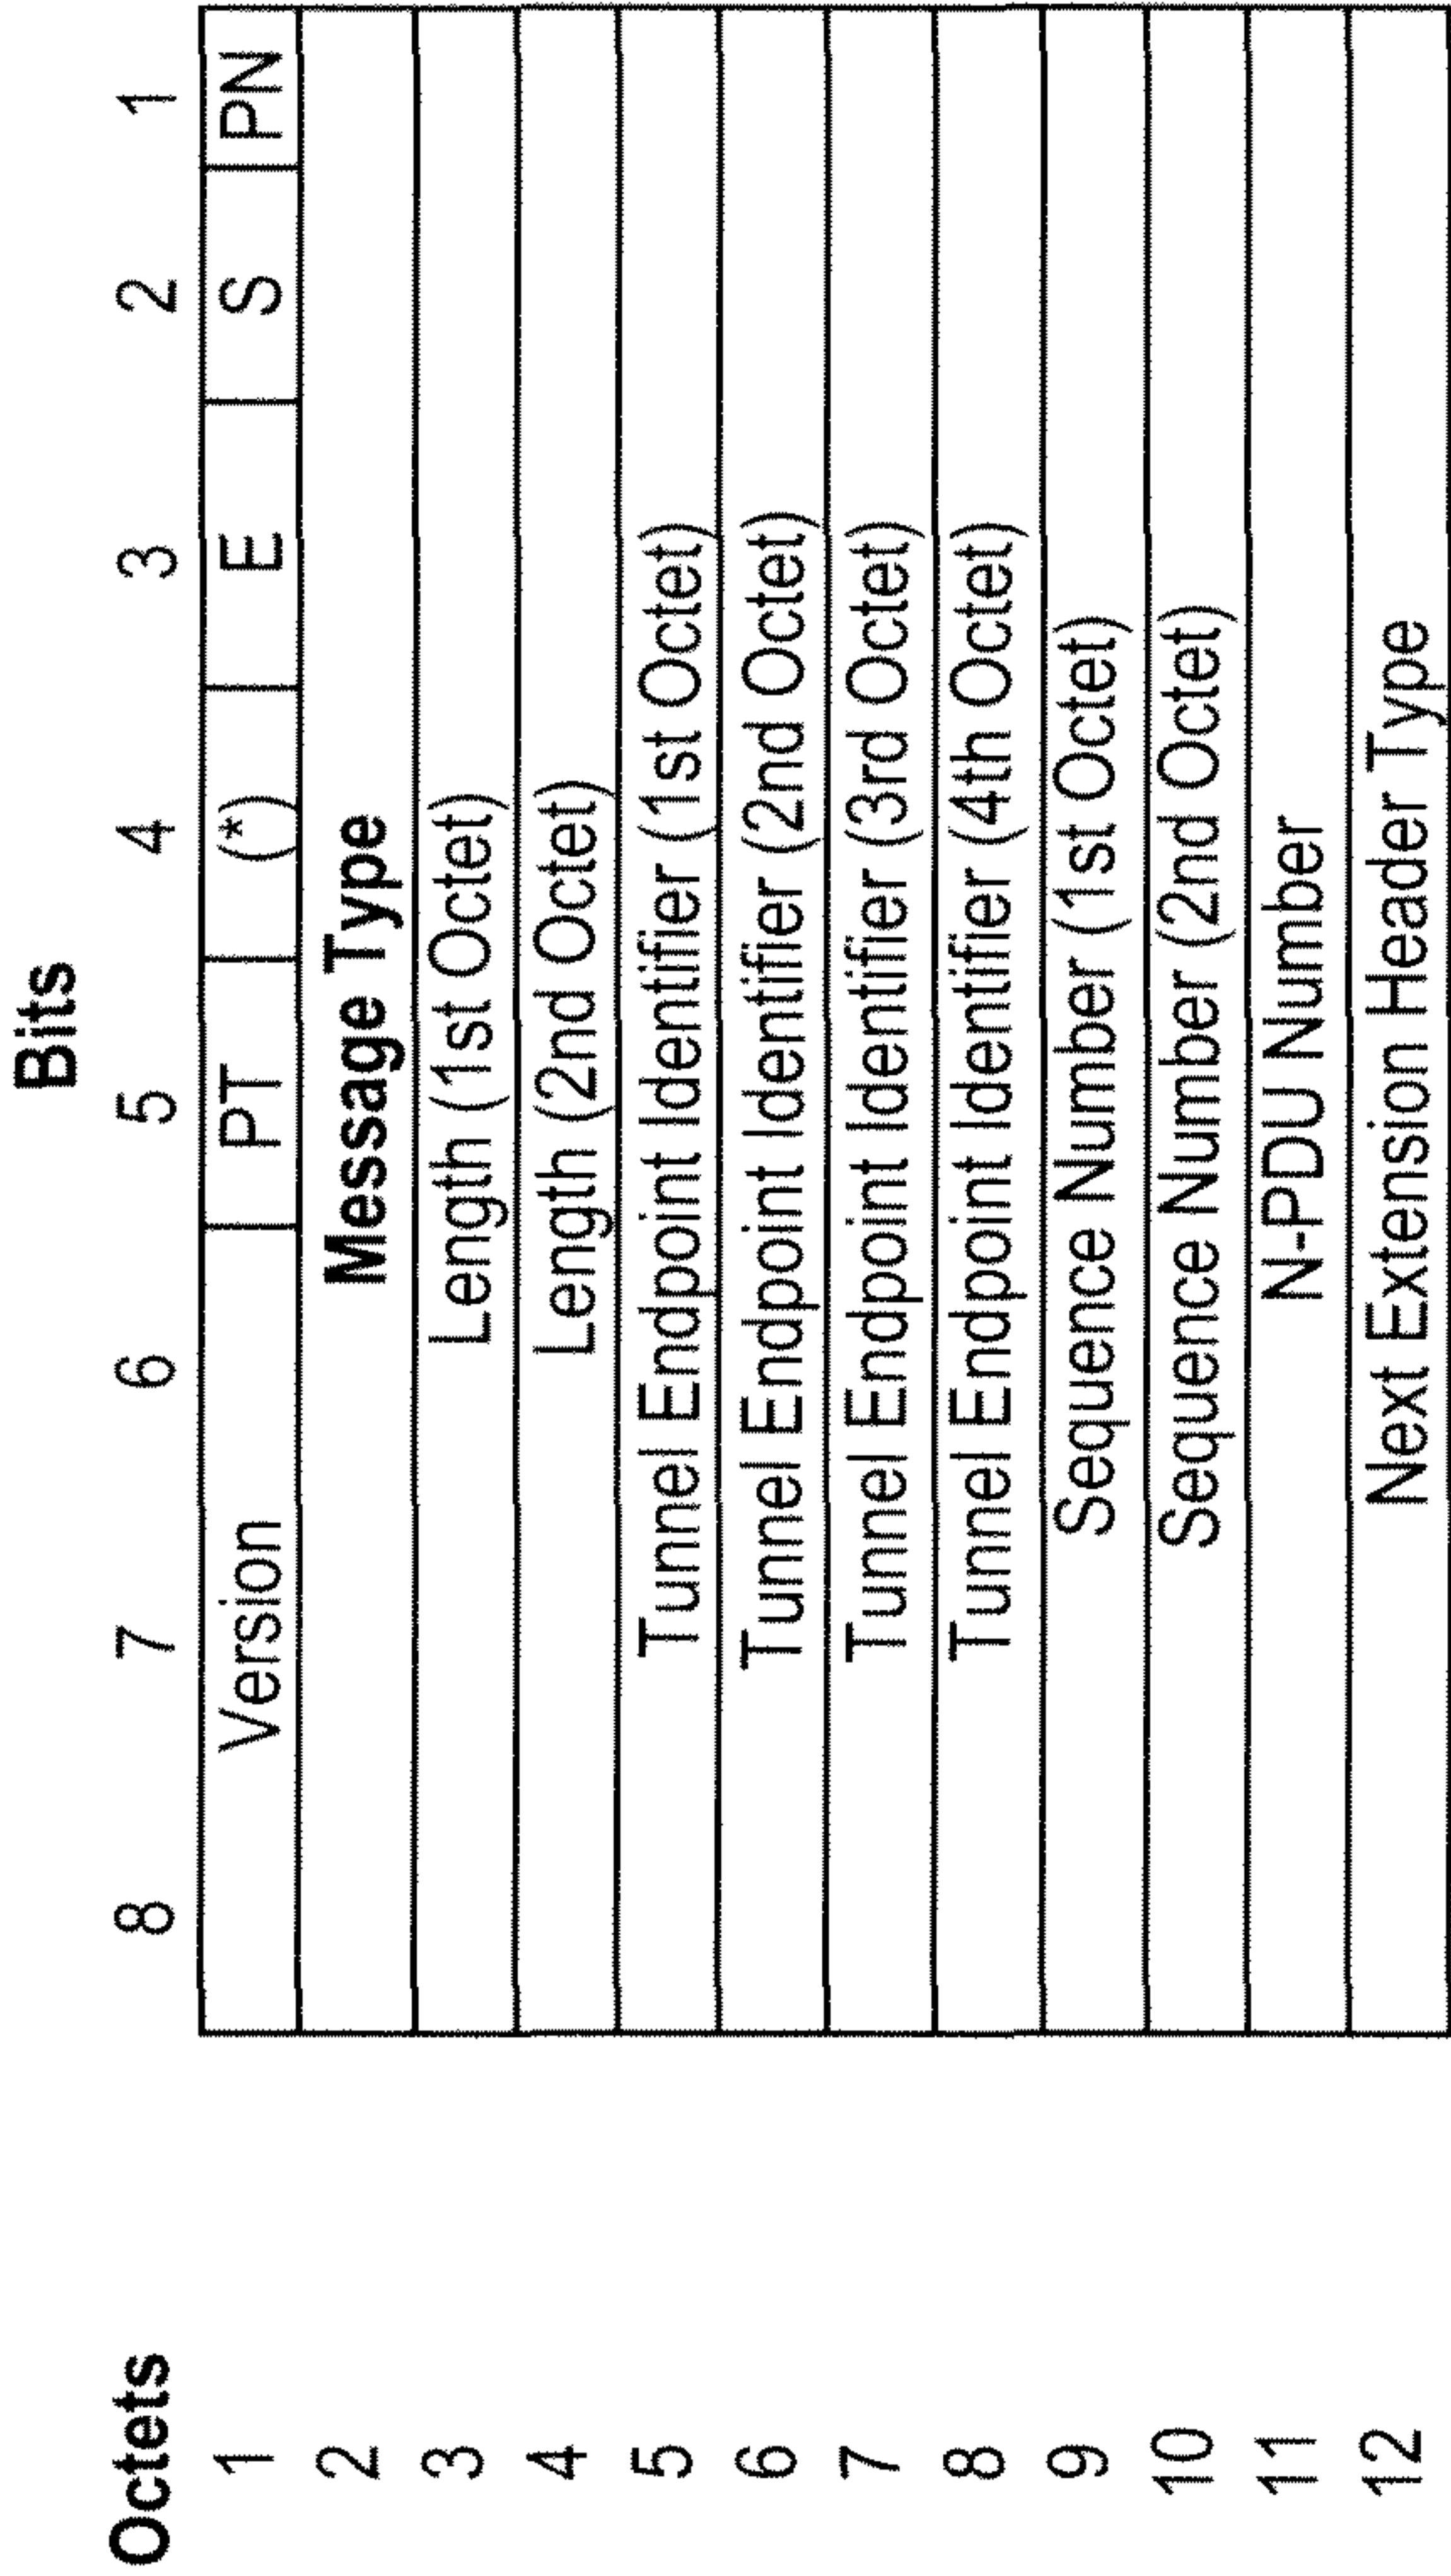 Bits
Octets 8 7 6 5 4 3 2 1
1 Version PT (*) E S PN
2 Message Type
3 Length (1st Octet)
4 Length (2nd Octet)
5 Tunnel Endpoint Identifier (1st Octet)
6 Tunnel Endpoint Identifier (2nd Octet)
7 Tunnel Endpoint Identifier (3rd Octet)
8 Tunnel Endpoint Identifier (4th Octet)
9 Sequence Number (1st Octet)
10 Sequence Number (2nd Octet)
11 N-PDU Number
12 Next Extension Header Type